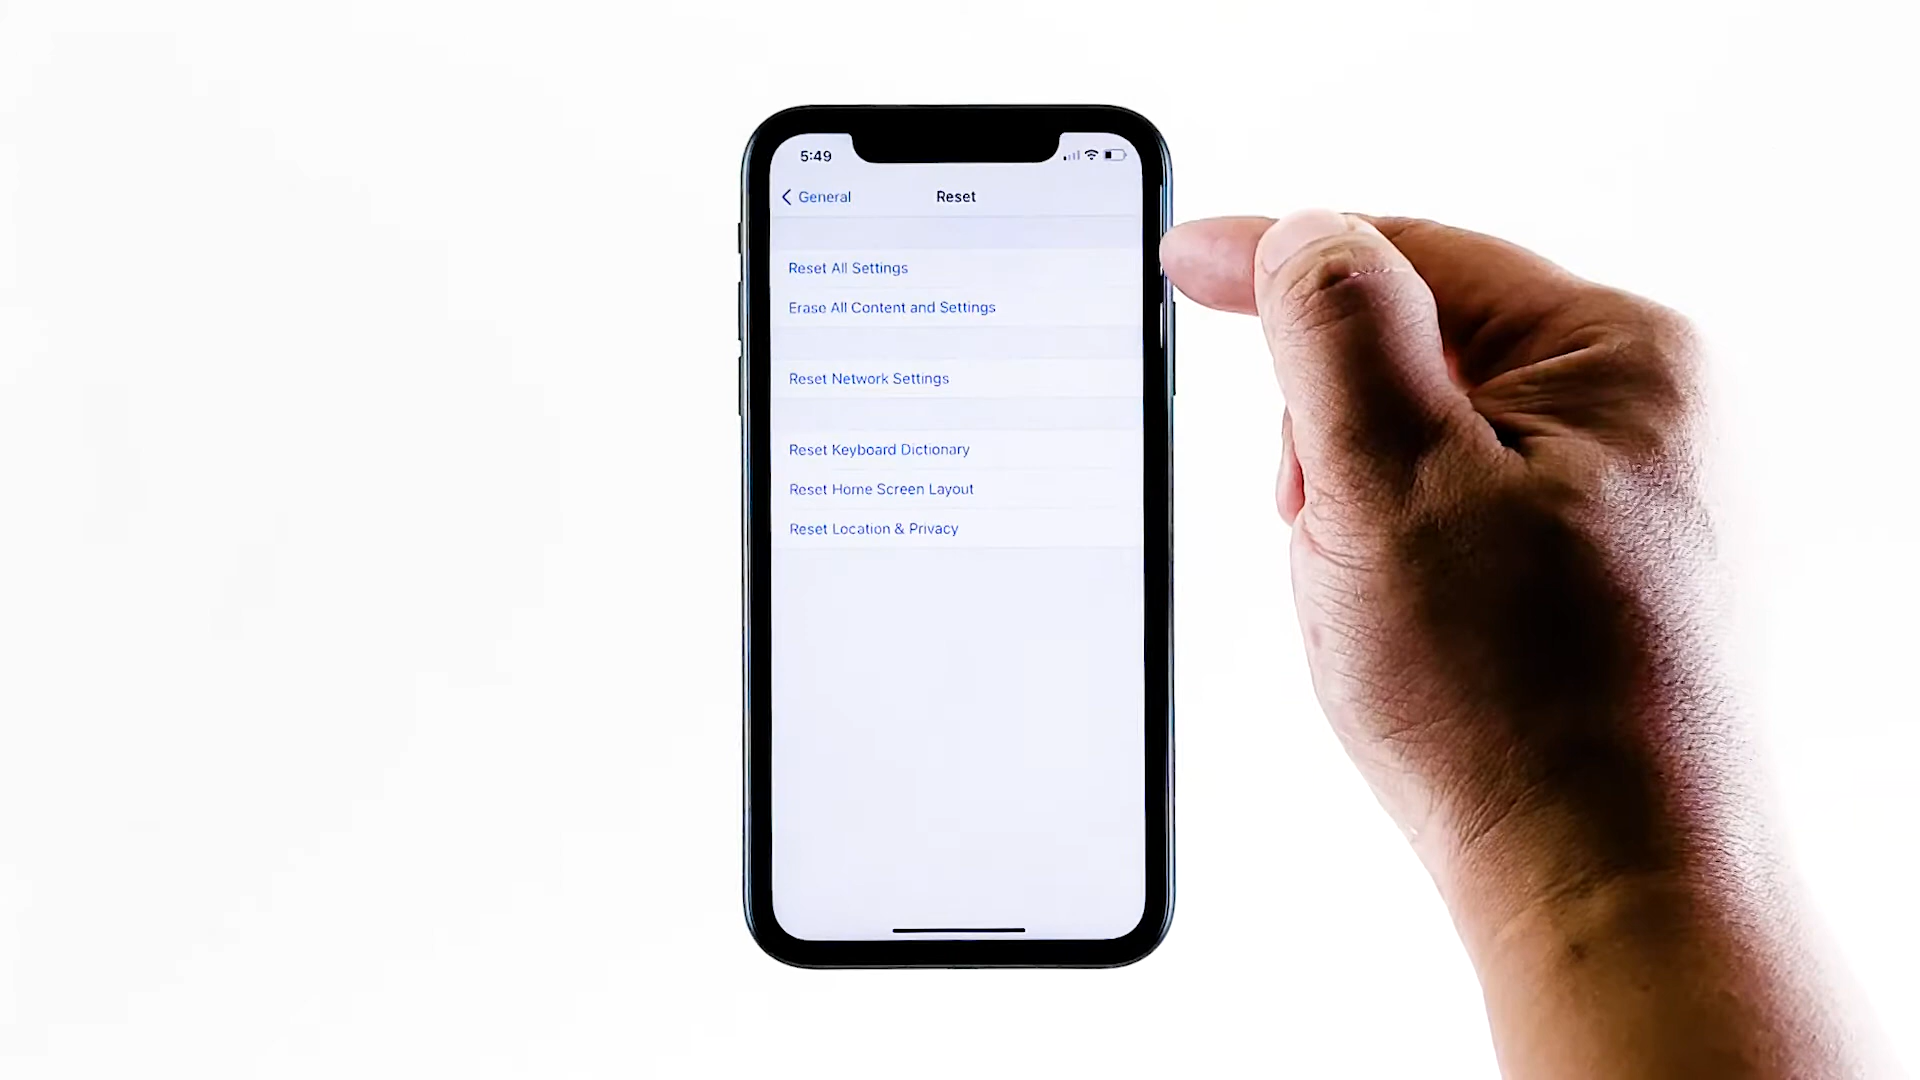 5:49
General
Reset
Reset All Settings
Erase All Content and Settings
Reset Network Settings
Reset Keyboard Dictionary
Reset Home Screen Layout
Reset Location & Privacy